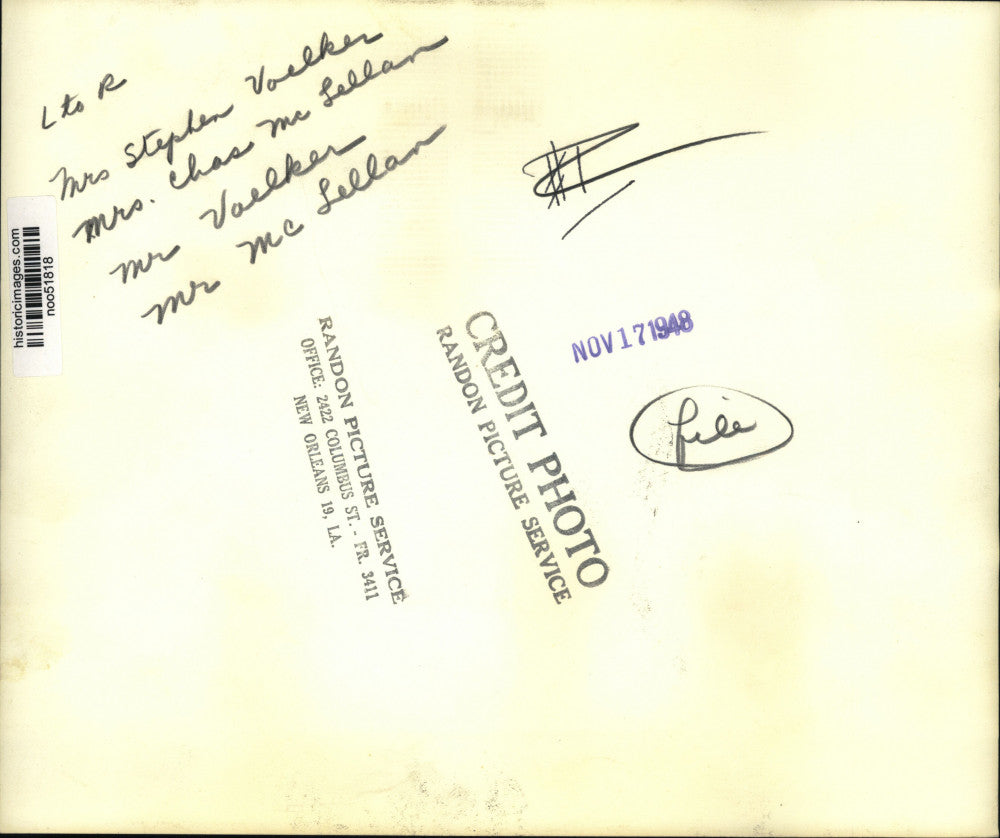 L to R
Mrs Stephen Voelker
Mrs. Chas Mc Lellan
Mr Voelker
Mr Mc Lellan
#1
historicimages.com
noo51818
NOV 17 1948
file
RANDON PICTURE SERVICE
OFFICE: 2422 COLUMBUS ST. - FR. 3411
NEW ORLEANS 19, LA.
CREDIT PHOTO
RANDON PICTURE SERVICE